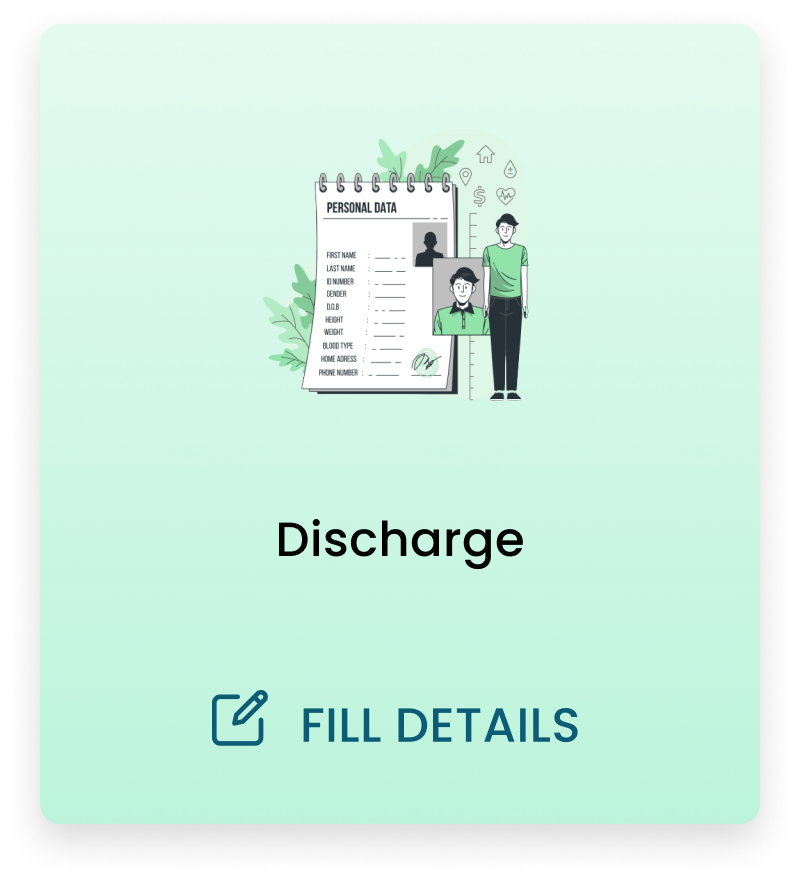 PERSONAL DATA
FIRST NAME :
LAST NAME :
ID NUMBER :
GENDER :
D.O.B :
HEIGHT :
WEIGHT :
BLOOD TYPE :
HOME ADRESS :
PHONE NUMBER :
Discharge
FILL DETAILS